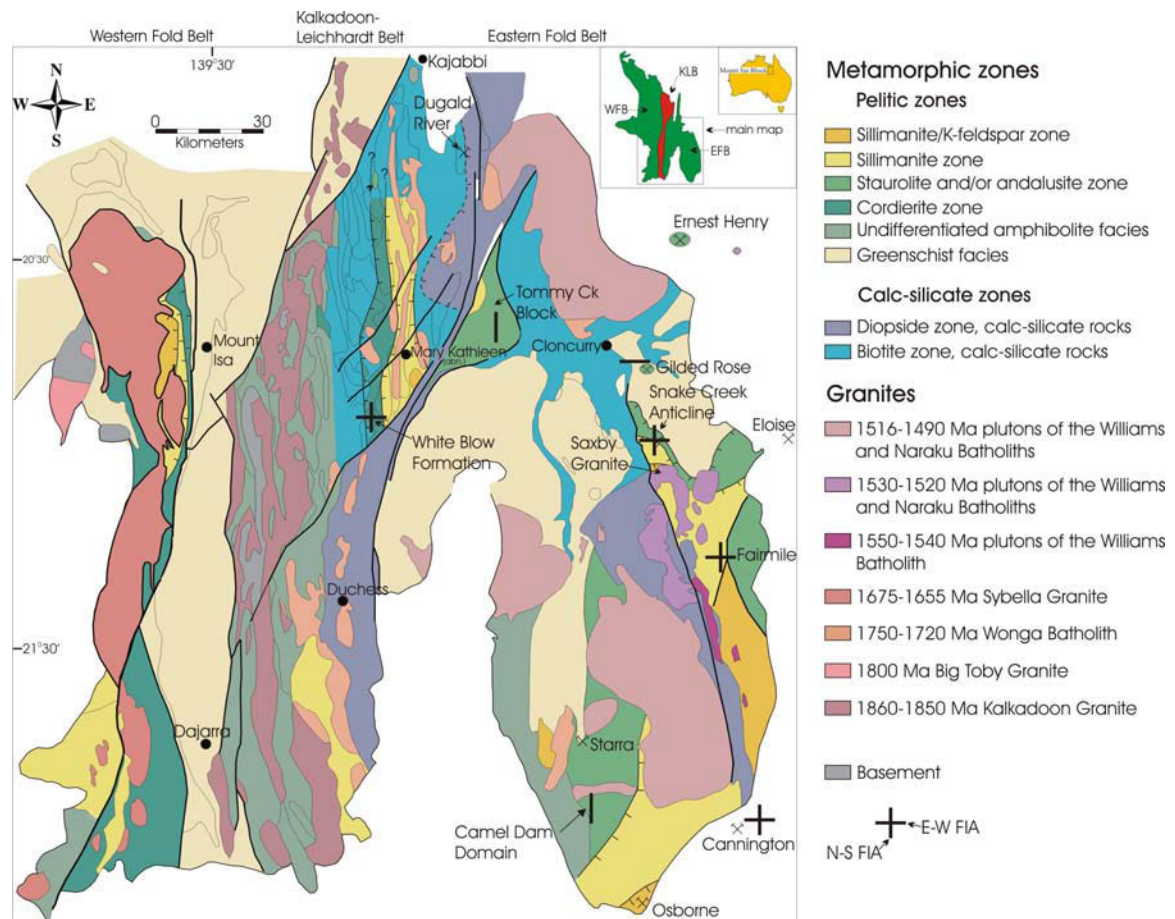 Western Fold Belt
Kalkadoon-
Leichhardt Belt
Eastern Fold Belt
139°30'
N
W E
S
0 30
Kilometers
Kajabbi
Dugald
River
?
?
KLB
WFB
main map
EFB
Mount Isa Block
Ernest Henry
20°30'
Tommy Ck
Block
Mount
Isa
Mary Kathleen
(abn.)
Cloncurry
Gilded Rose
Snake Creek
Anticline
Eloise
White Blow
Formation
Saxby
Granite
Fairmile
Duchess
21°30'
Dajarra
Starra
Camel Dam
Domain
Cannington
Osborne
Metamorphic zones
Pelitic zones
Sillimanite/K-feldspar zone
Sillimanite zone
Staurolite and/or andalusite zone
Cordierite zone
Undifferentiated amphibolite facies
Greenschist facies
Calc-silicate zones
Diopside zone, calc-silicate rocks
Biotite zone, calc-silicate rocks
Granites
1516-1490 Ma plutons of the Williams
and Naraku Batholiths
1530-1520 Ma plutons of the Williams
and Naraku Batholiths
1550-1540 Ma plutons of the Williams
Batholith
1675-1655 Ma Sybella Granite
1750-1720 Ma Wonga Batholith
1800 Ma Big Toby Granite
1860-1850 Ma Kalkadoon Granite
Basement
E-W FIA
N-S FIA